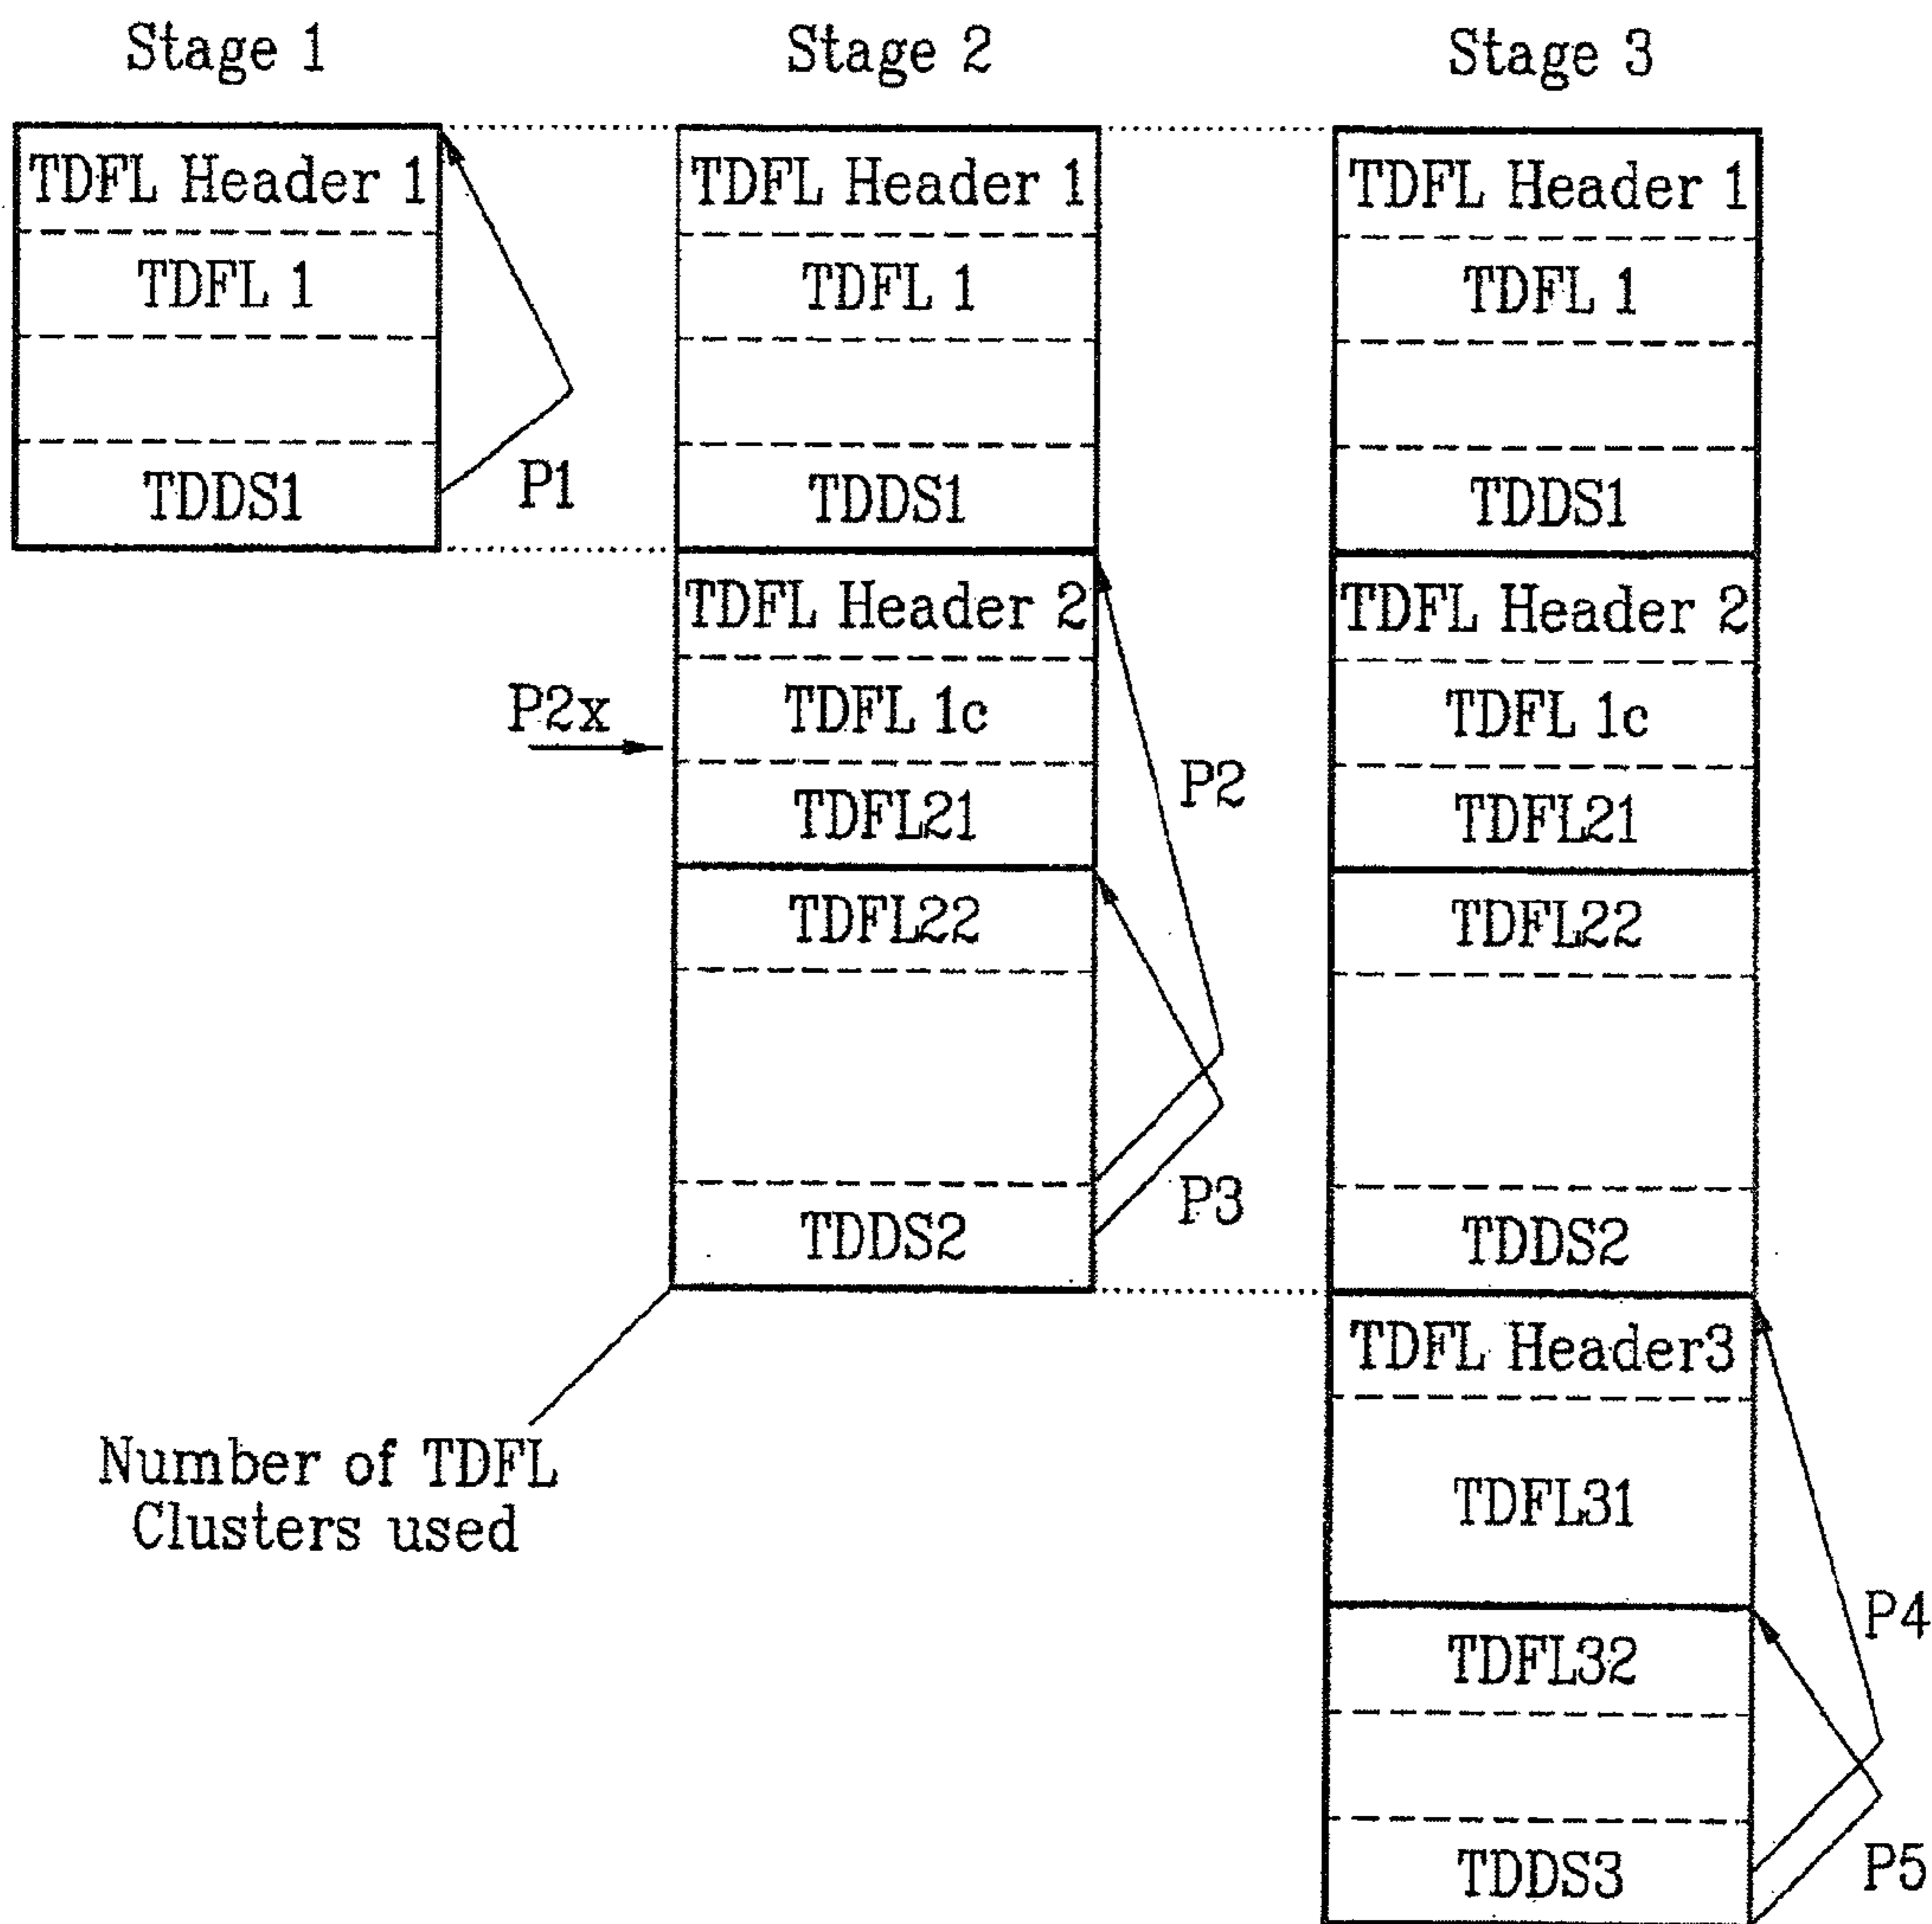 Stage 1
TDFL Header 1
TDFL 1
TDDS1
P1
Stage 2
TDFL Header 1
TDFL 1
TDDS1
TDFL Header 2
P2x
TDFL 1c
TDFL21
P2
TDFL22
P3
TDDS2
Number of TDFL
Clusters used
Stage 3
TDFL Header 1
TDFL 1
TDDS1
TDFL Header 2
TDFL 1c
TDFL21
TDFL22
TDDS2
TDFL Header3
TDFL31
P4
TDFL32
TDDS3
P5